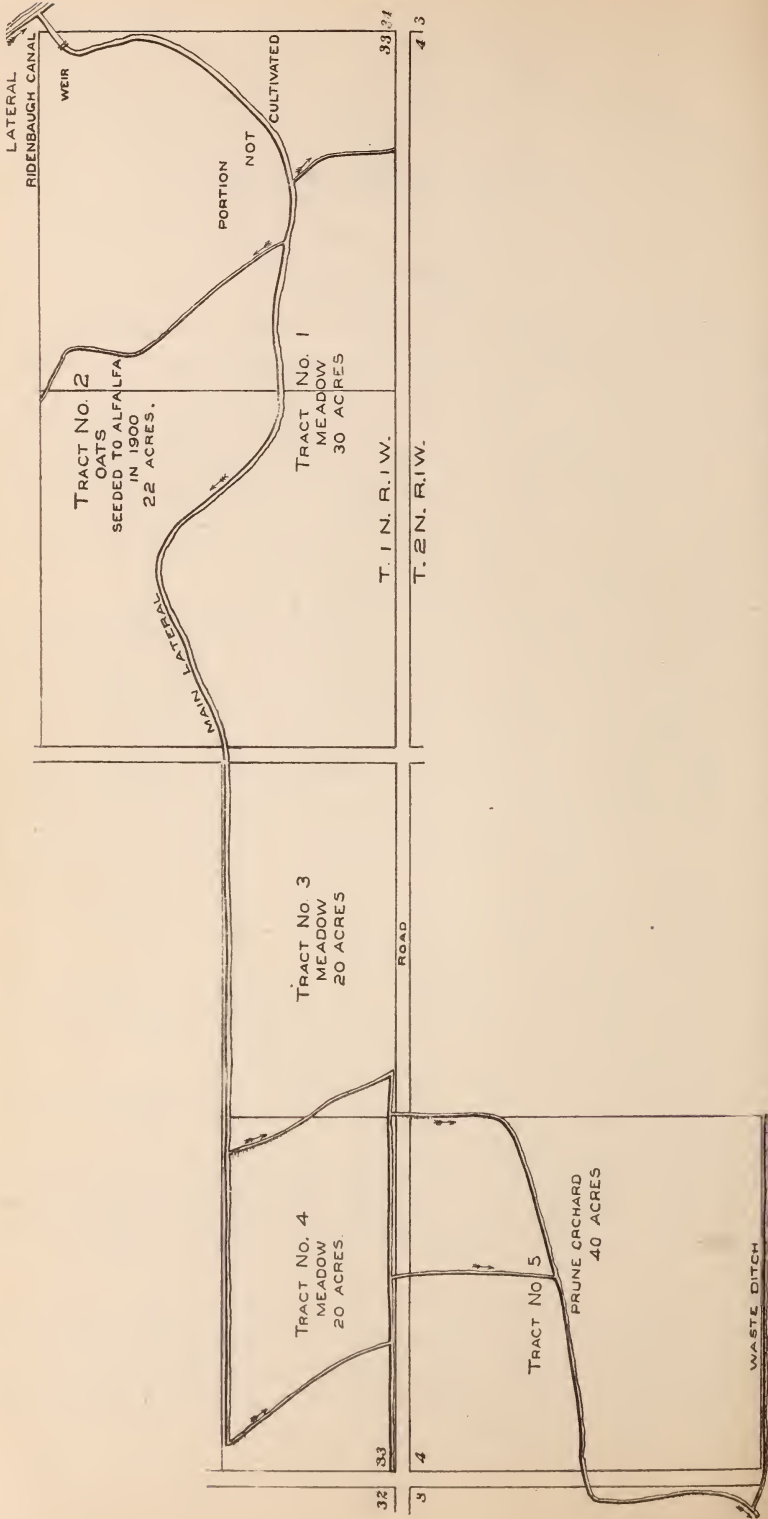 LATERAL
RIDENBAUGH CANAL
WEIR
PORTION
NOT
CULTIVATED
33 34
4 3
TRACT No. 2
OATS
SEEDED TO ALFALFA
IN 1900
22 ACRES.
TRACT No. 1
MEADOW
30 ACRES
MAIN LATERAL
T. 1 N. R. 1 W.
T. 2 N. R. 1 W.
TRACT No. 3
MEADOW
20 ACRES
ROAD
TRACT No. 4
MEADOW
20 ACRES.
TRACT No 5
PRUNE ORCHARD
40 ACRES
WASTE DITCH
32 33
3 4